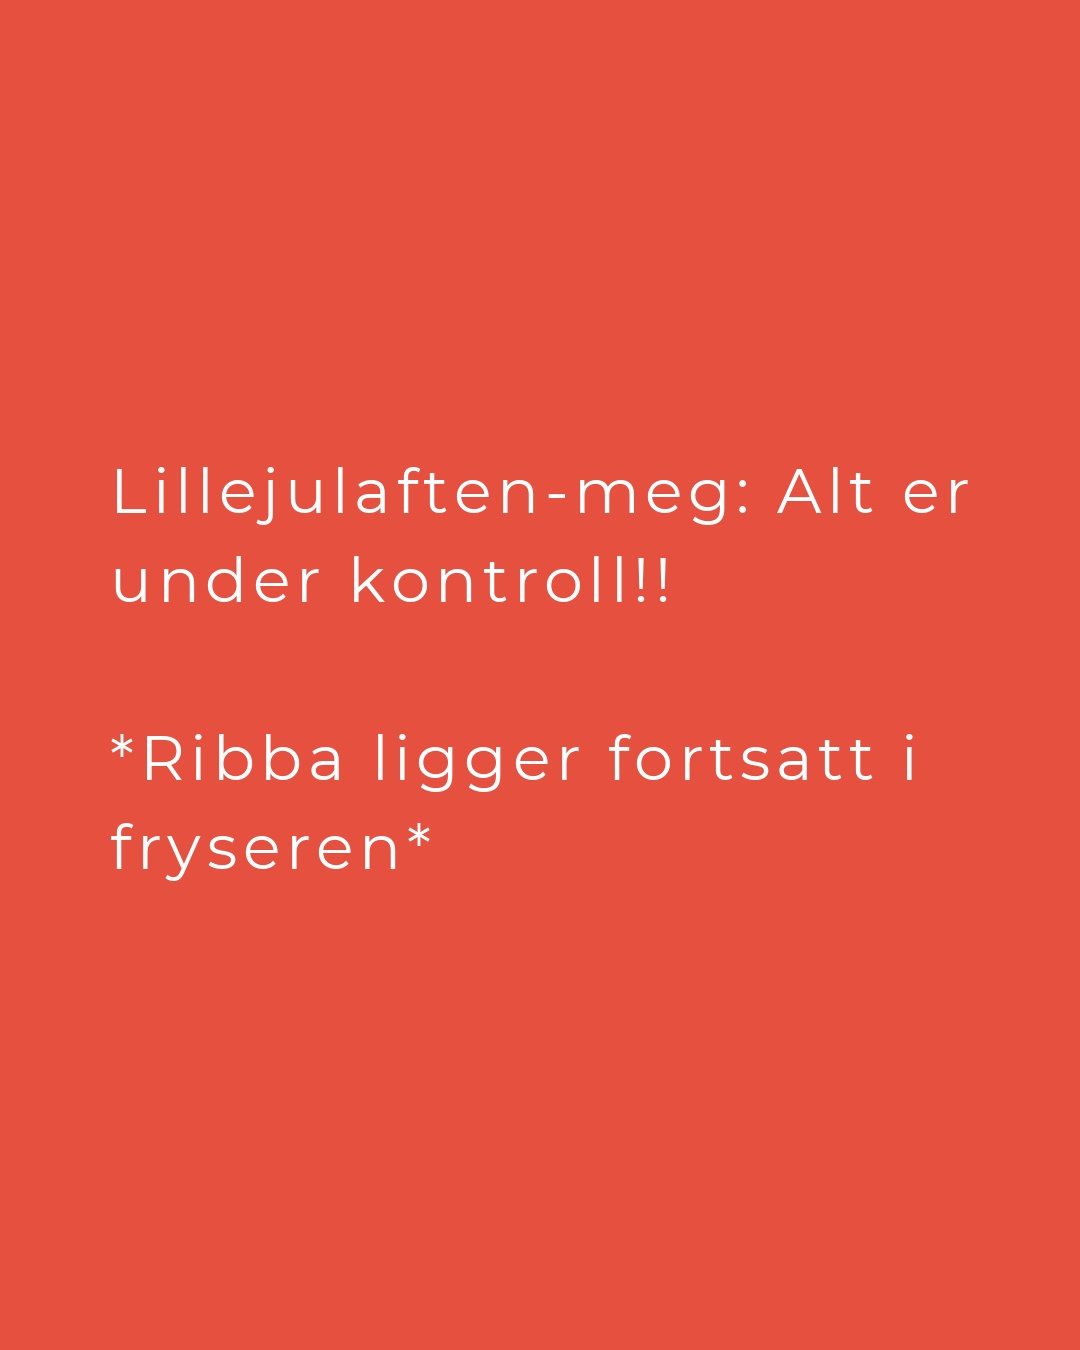 Lillejulaften-meg: Alt er
under kontroll!!
*Ribba ligger fortsatt i
fryseren*